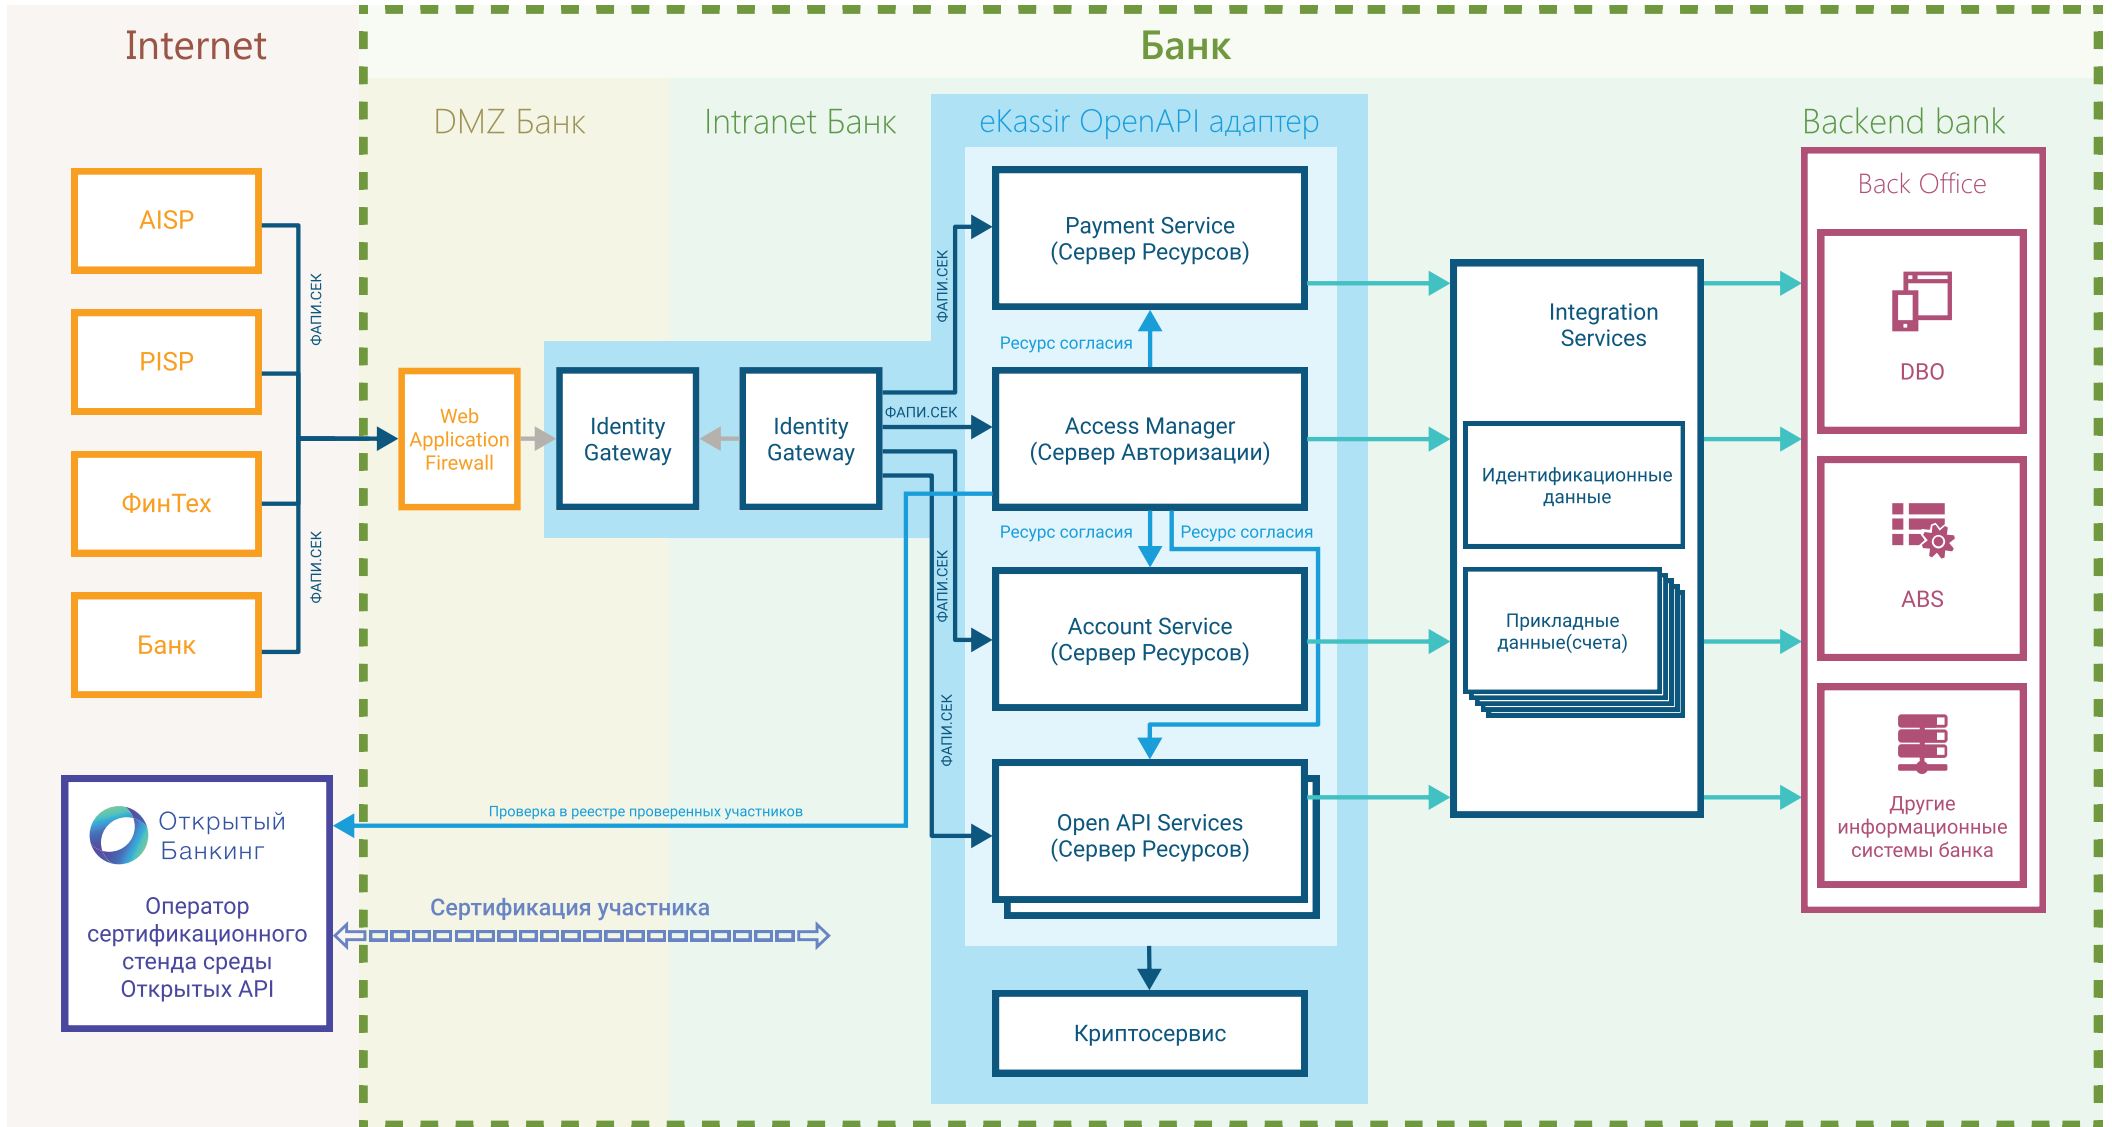 Internet
Банк
DMZ Банк
Intranet Банк
eKassir OpenAPI адаптер
Backend bank
AISP
PISP
ФинТех
Банк
ФАПИ.СЕК
ФАПИ.СЕК
Открытый
Банкинг
Оператор
сертификационного
стенда среды
Открытых API
Web
Application
Firewall
Identity
Gateway
Identity
Gateway
ФАПИ.СЕК
ФАПИ.СЕК
ФАПИ.СЕК
ФАПИ.СЕК
Проверка в реестре проверенных участников
Сертификация участника
Payment Service
(Сервер Ресурсов)
Ресурс согласия
Access Manager
(Сервер Авторизации)
Ресурс согласия
Ресурс согласия
Account Service
(Сервер Ресурсов)
Open API Services
(Сервер Ресурсов)
Криптосервис
Integration
Services
Идентификационные
данные
Прикладные
данные(счета)
Back Office
DBO
ABS
Другие
информационные
системы банка